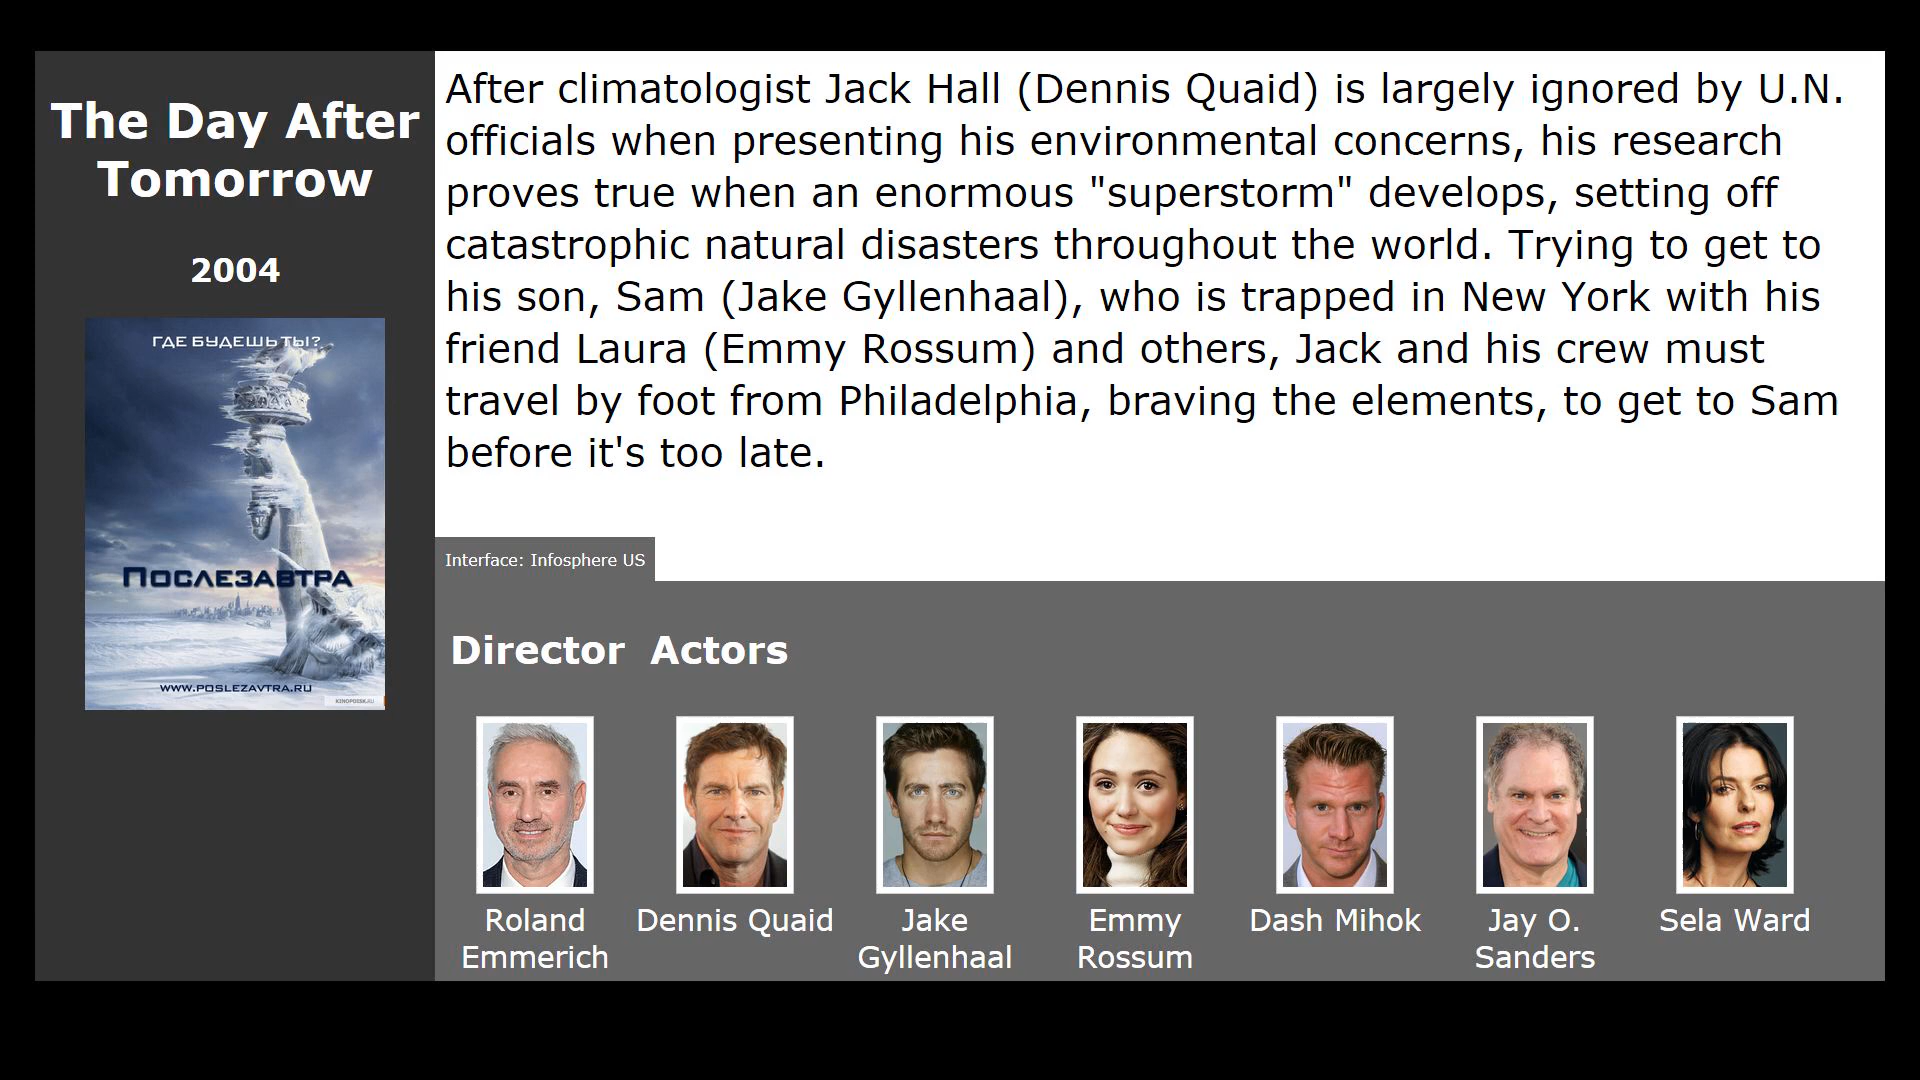 The Day After
Tomorrow
2004
ГДЕ БУДЕШЬ ТЫ?
ПОСЛЕЗАВТРА
WWW.POSLEZAVTRA.RU
KINOPOISK.RU
After climatologist Jack Hall (Dennis Quaid) is largely ignored by U.N.
officials when presenting his environmental concerns, his research
proves true when an enormous "superstorm" develops, setting off
catastrophic natural disasters throughout the world. Trying to get to
his son, Sam (Jake Gyllenhaal), who is trapped in New York with his
friend Laura (Emmy Rossum) and others, Jack and his crew must
travel by foot from Philadelphia, braving the elements, to get to Sam
before it's too late.
Interface: Infosphere US
Director Actors
Roland
Emmerich
Dennis Quaid
Jake
Gyllenhaal
Emmy
Rossum
Dash Mihok
Jay O.
Sanders
Sela Ward